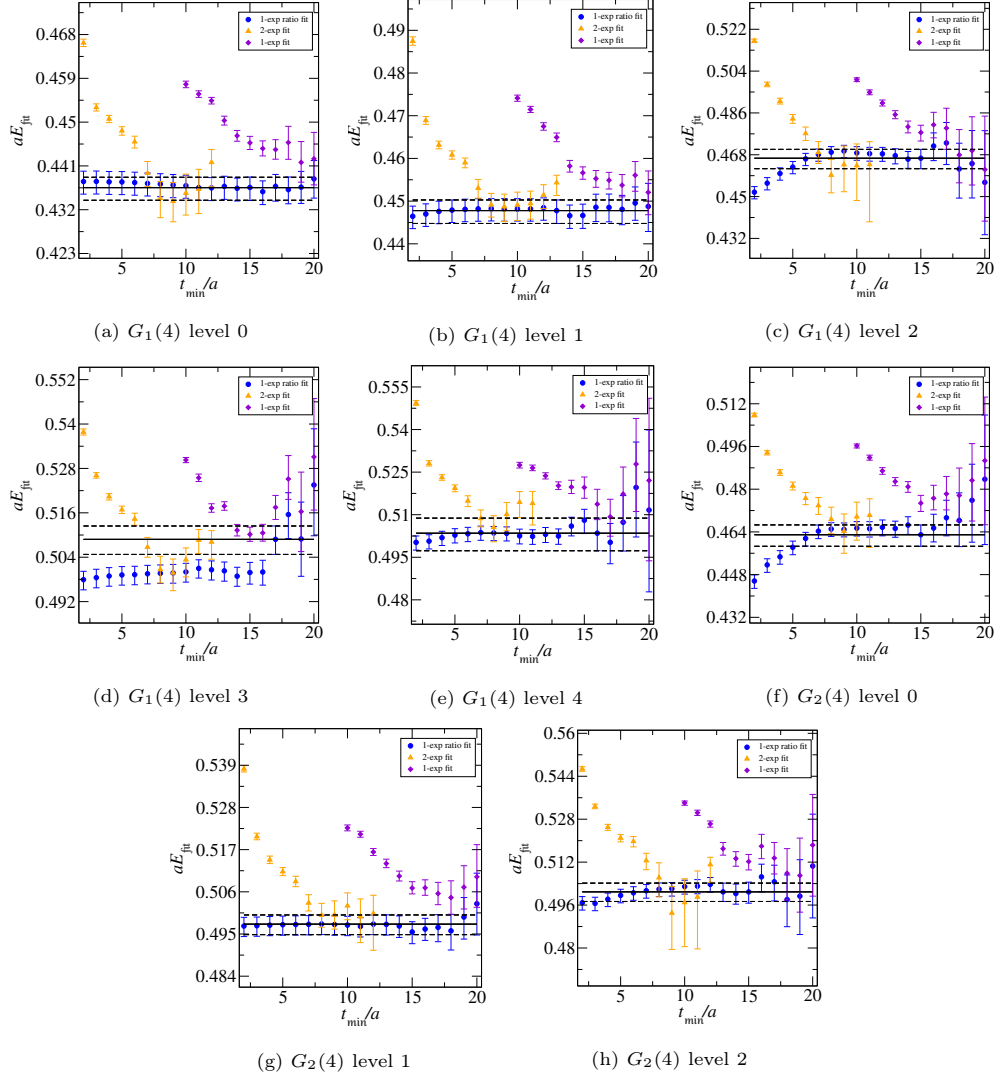 1-exp ratio fit
2-exp fit
1-exp fit
0.468
0.459
0.45
0.441
0.432
0.423
aE_fit
5 10 15 20
t_min/a
(a) G_1(4) level 0
1-exp ratio fit
2-exp fit
1-exp fit
0.49
0.48
0.47
0.46
0.45
0.44
aE_fit
5 10 15 20
t_min/a
(b) G_1(4) level 1
1-exp ratio fit
2-exp fit
1-exp fit
0.522
0.504
0.486
0.468
0.45
0.432
aE_fit
5 10 15 20
t_min/a
(c) G_1(4) level 2
1-exp ratio fit
2-exp fit
1-exp fit
0.552
0.54
0.528
0.516
0.504
0.492
aE_fit
5 10 15 20
t_min/a
(d) G_1(4) level 3
1-exp ratio fit
2-exp fit
1-exp fit
0.555
0.54
0.525
0.51
0.495
0.48
aE_fit
5 10 15 20
t_min/a
(e) G_1(4) level 4
1-exp ratio fit
2-exp fit
1-exp fit
0.512
0.496
0.48
0.464
0.448
0.432
aE_fit
5 10 15 20
t_min/a
(f) G_2(4) level 0
1-exp ratio fit
2-exp fit
1-exp fit
0.539
0.528
0.517
0.506
0.495
0.484
aE_fit
5 10 15 20
t_min/a
(g) G_2(4) level 1
1-exp ratio fit
2-exp fit
1-exp fit
0.56
0.544
0.528
0.512
0.496
0.48
aE_fit
5 10 15 20
t_min/a
(h) G_2(4) level 2